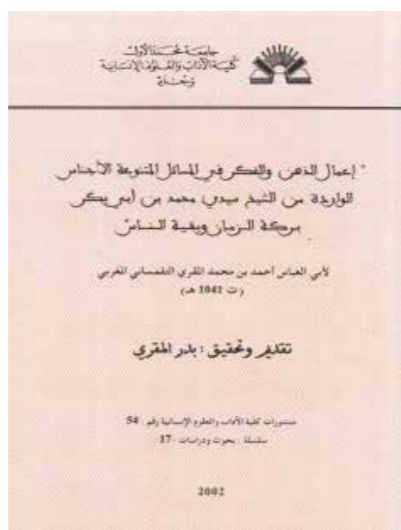 جامعة محمد الأول
كلية الآداب والعلوم الإنسانية
وجدة
" إعمال الذهن والفكر في المسائل المتنوعة الأجناس
الواردة من الشيخ سيدي محمد بن أبي بكر
بركة الزمان وبقية الناس
لأبي العباس أحمد بن محمد المقري التلمساني المغربي
(ت 1041 هـ)
تقديم وتحقيق : بدر المقري
منشورات كلية الآداب والعلوم الإنسانية رقم : 54
سلسلة : بحوث ودراسات 17
2002